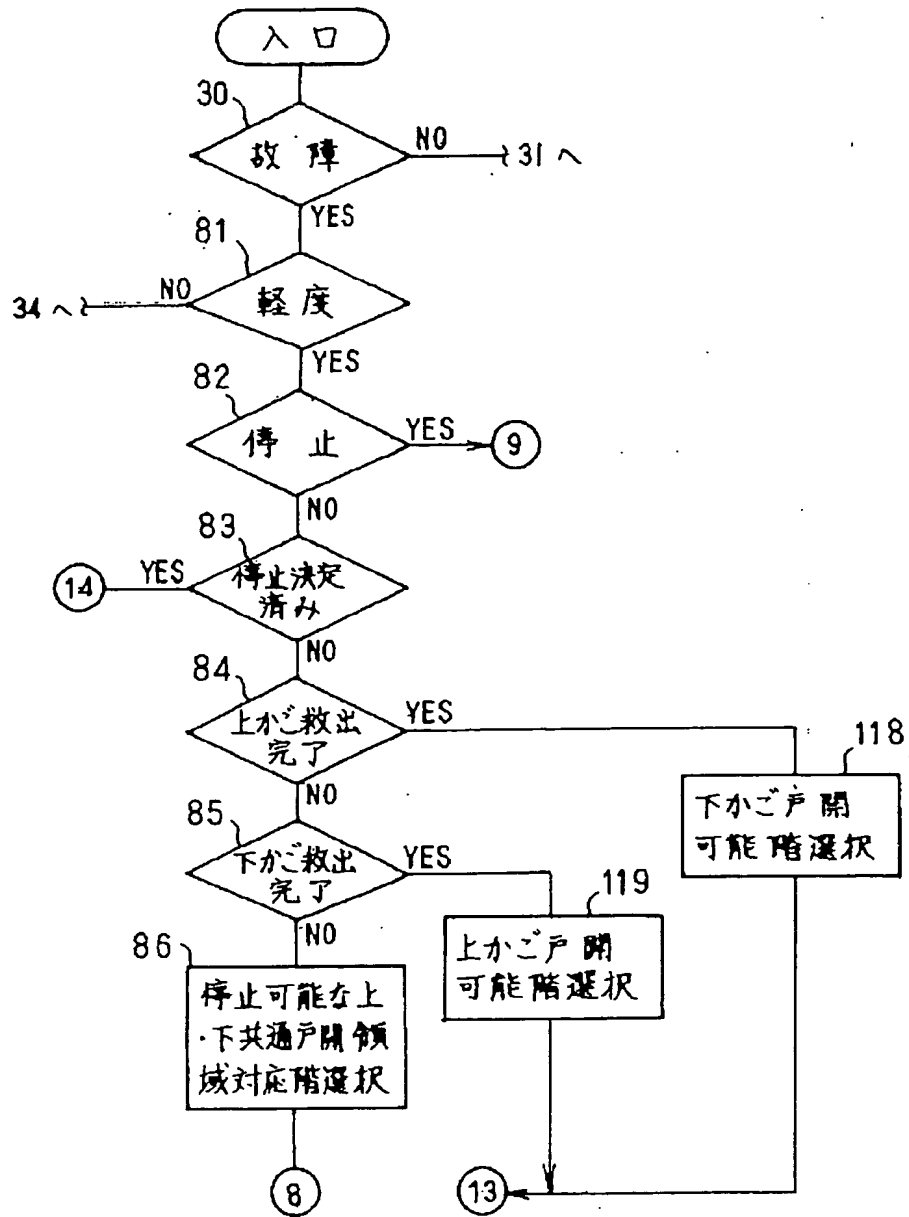 入口
30
故障
NO
31へ
YES
81
NO
軽度
34へ
YES
82
停止
YES
9
NO
83
YES
停止決定
済み
14
NO
84
上かご救出
完了
YES
118
NO
下かご戸開
可能階選択
85
下かご救出
完了
YES
119
NO
上かご戸開
可能階選択
86
停止可能な上
・下共通戸開領
域対応階選択
8
13